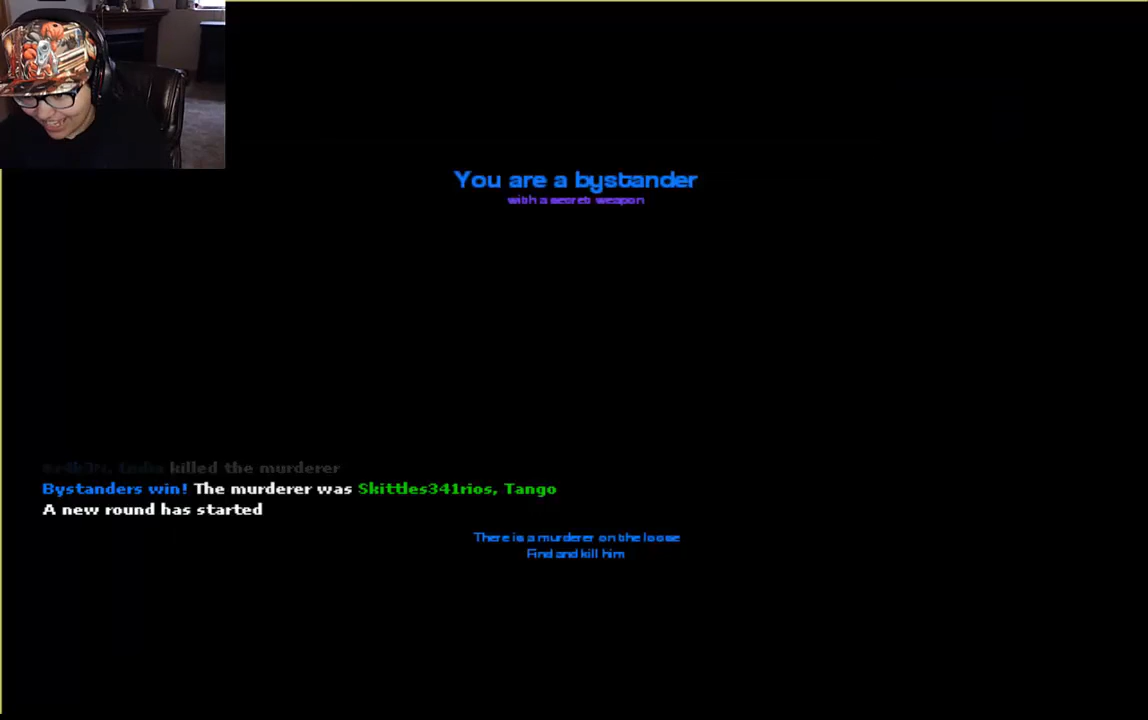 You are a bystander
with a secret weapon
killed the murderer
Bystanders win! The murderer was Skittles341rios, Tango
A new round has started
There is a murderer on the loose
Find and kill him